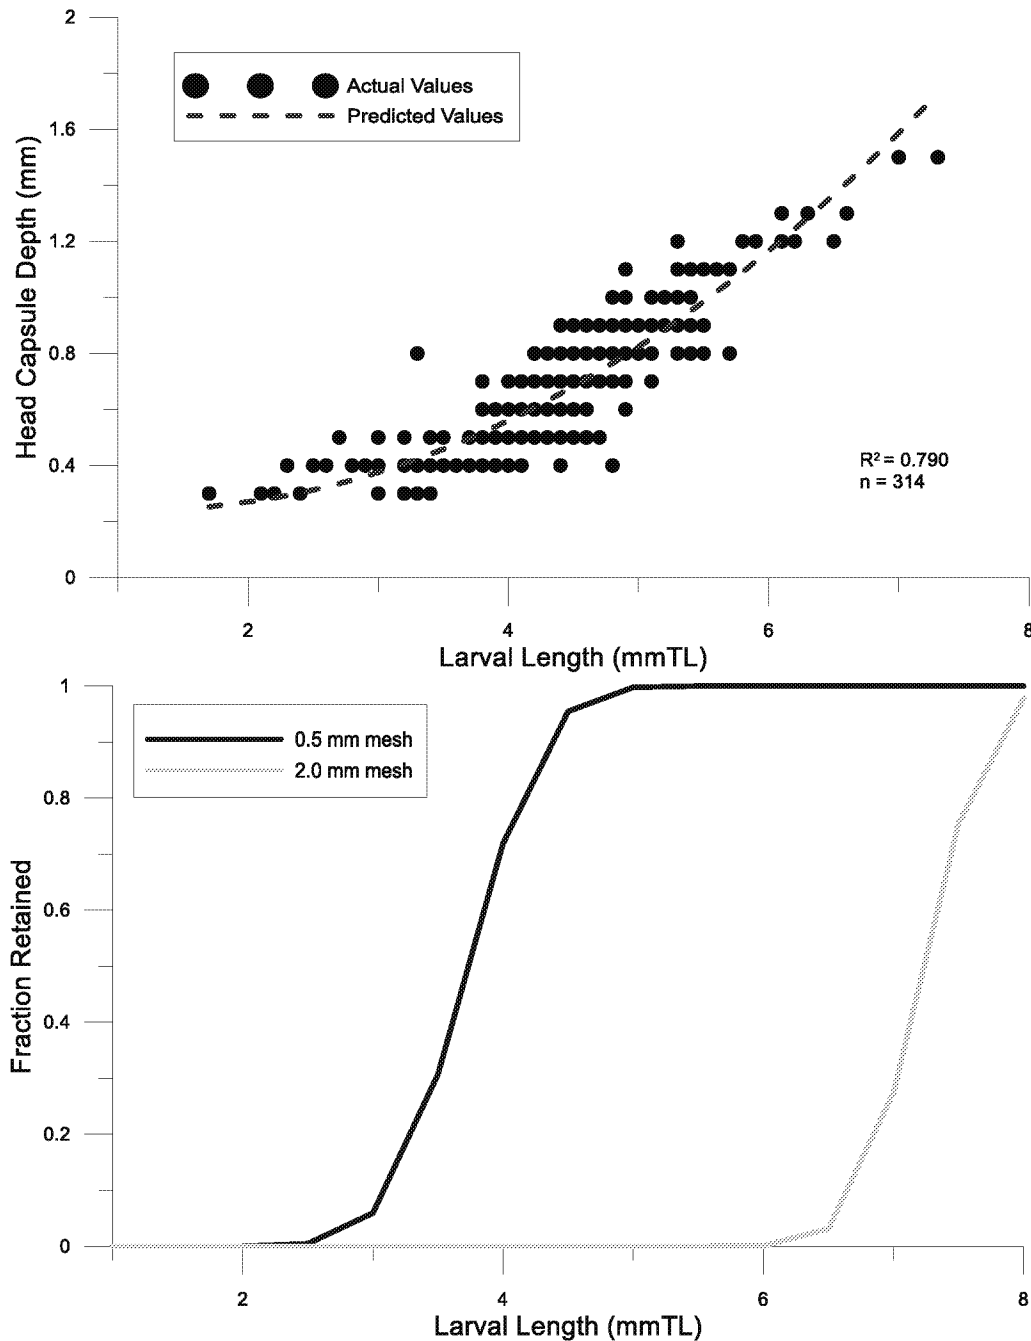 2
1.6
1.2
0.8
0.4
0
Head Capsule Depth (mm)
Actual Values
Predicted Values
R² = 0.790
n = 314
2 4 6 8
Larval Length (mmTL)
1
0.8
0.6
0.4
0.2
0
Fraction Retained
0.5 mm mesh
2.0 mm mesh
2 4 6 8
Larval Length (mmTL)